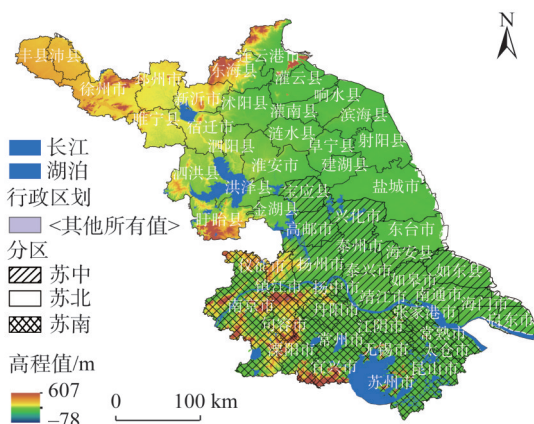 N
连云港市
丰县
沛县
东海县
灌云县
徐州市
邳州市
响水县
新沂市
沭阳县
灌南县
滨海县
睢宁县
宿迁市
涟水县
射阳县
泗阳县
阜宁县
长江
湖泊
行政区划
<其他所有值>
分区
苏中
苏北
苏南
高程值/m
607
-78
0
100 km
泗洪县
淮安市
建湖县
洪泽县
宝应县
盐城市
盱眙县
金湖县
兴化市
高邮市
东台市
泰州市
海安县
仪征市
扬州市
泰兴市
如皋市
如东县
镇江市
扬中市
靖江市
南通市
海门市
南京市
丹阳市
张家港市
启东市
句容市
江阴市
常熟市
常州市
太仓市
溧阳市
无锡市
昆山市
宜兴市
苏州市